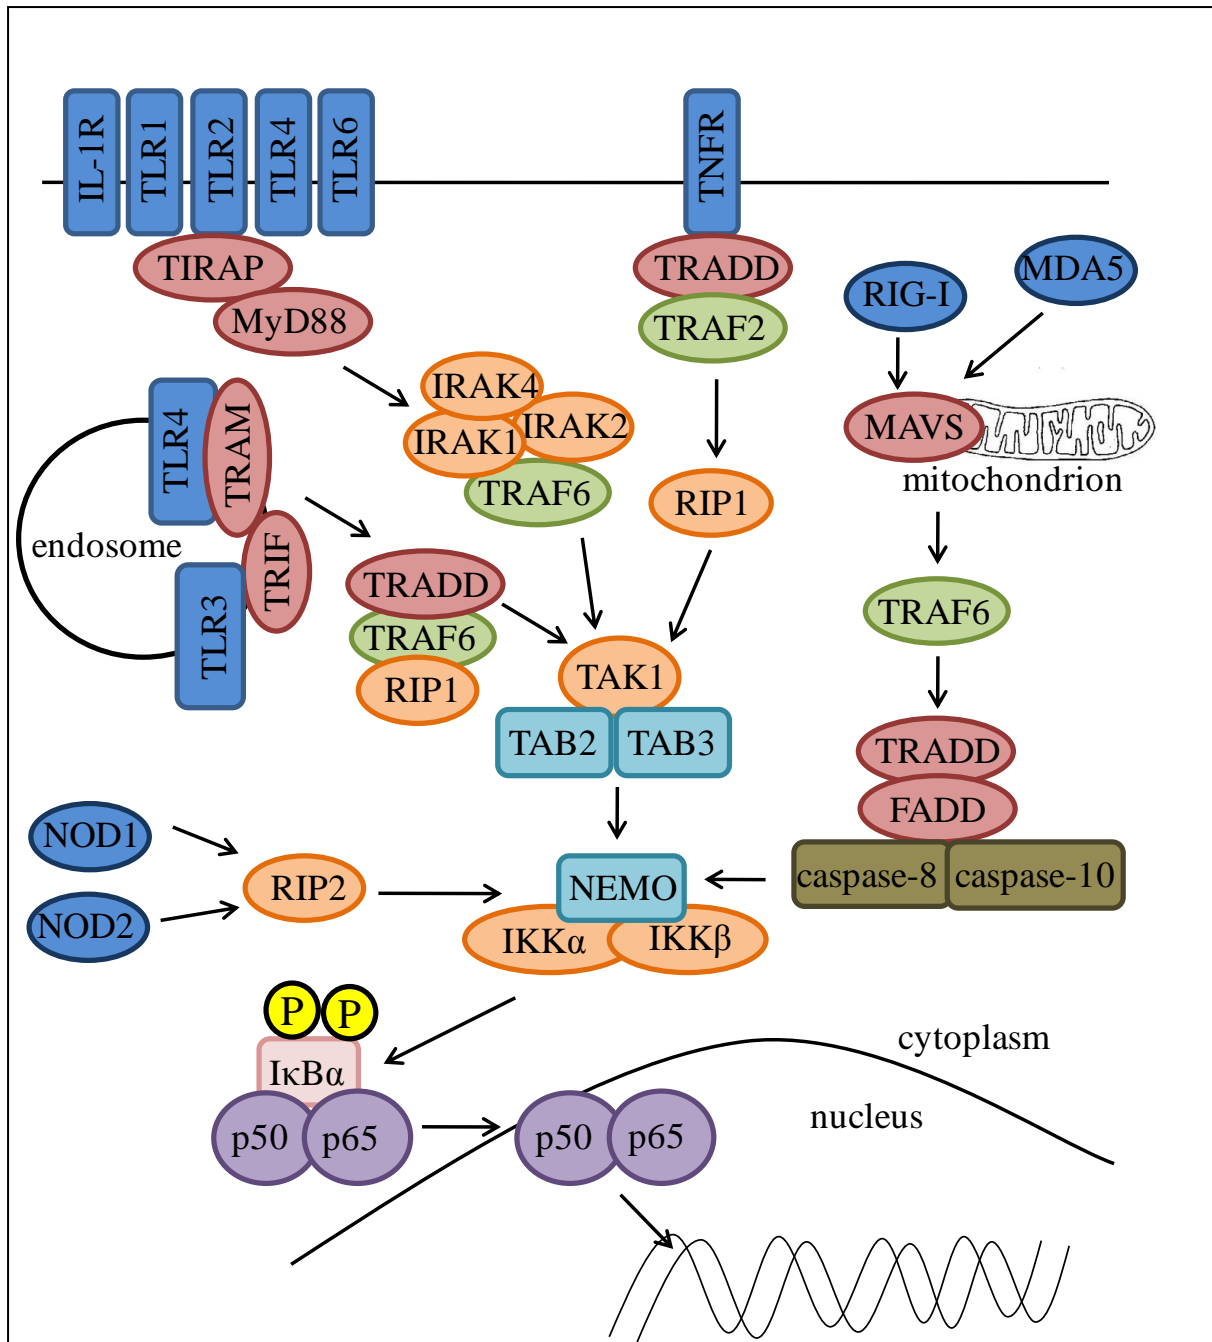 IL-1R
TLR1
TLR2
TLR4
TLR6
TNFR
TIRAP
MyD88
TRADD
TRAF2
RIG-I
MDA5
IRAK4
IRAK1
IRAK2
TRAF6
MAVS
mitochondrion
TLR4
TRAM
endosome
TRIF
TLR3
RIP1
TRADD
TRAF6
RIP1
TRAF6
TAK1
TAB2
TAB3
TRADD
FADD
caspase-8
caspase-10
NOD1
NOD2
RIP2
NEMO
IKKα
IKKβ
P
P
IκBα
p50
p65
cytoplasm
nucleus
p50
p65